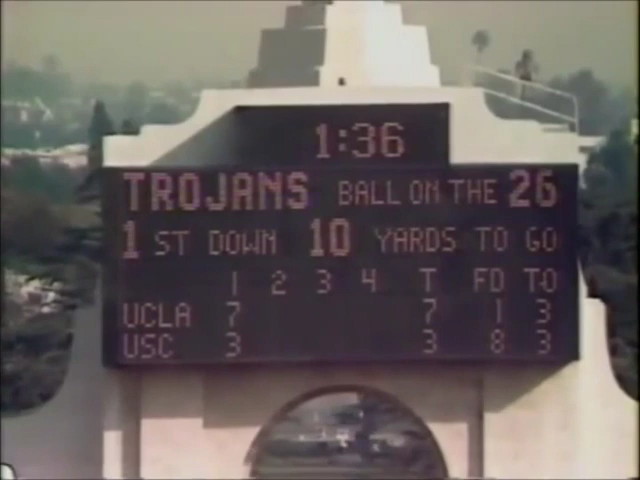 1:36
TROJANS BALL ON THE 26
1 ST DOWN 10 YARDS TO GO
1 2 3 4 T FD TO
UCLA 7 7 1 3
USC 3 3 8 3